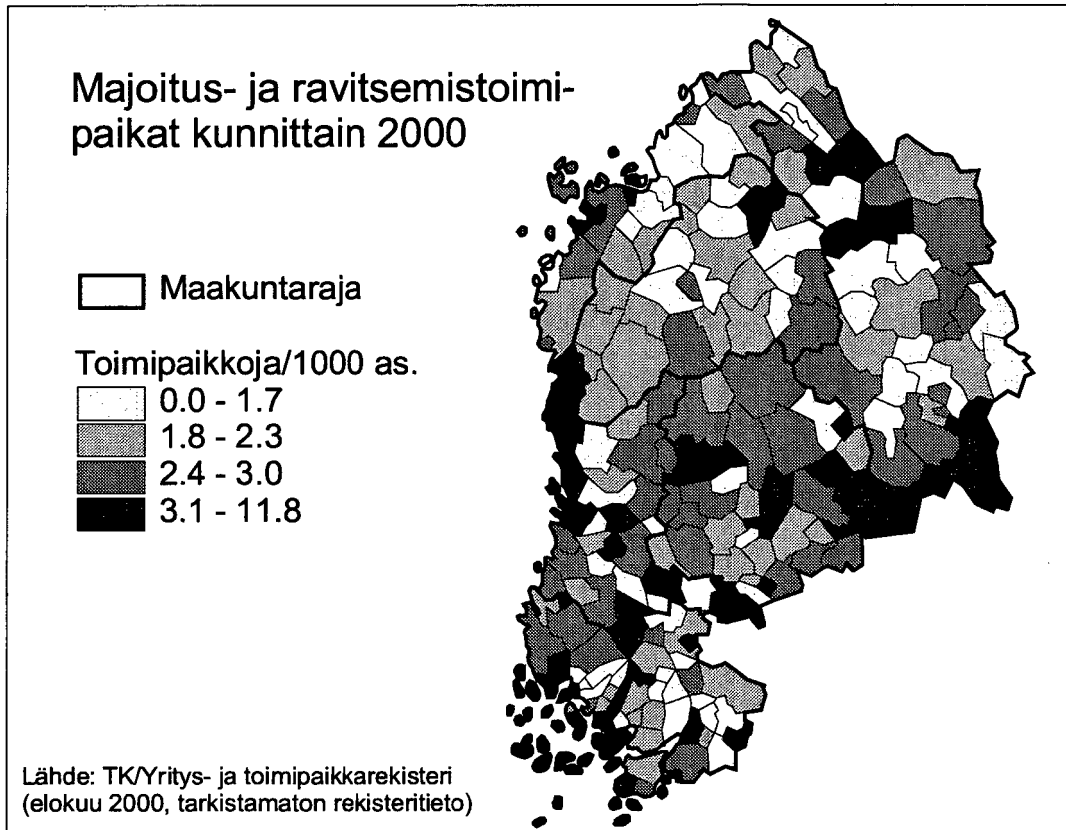 Majoitus- ja ravitsemistoimi-
paikat kunnittain 2000
Maakuntaraja
Toimipaikkoja/1000 as.
0.0 - 1.7
1.8 - 2.3
2.4 - 3.0
3.1 - 11.8
Lähde: TK/Yritys- ja toimipaikkarekisteri
(elokuu 2000, tarkistamaton rekisteritieto)